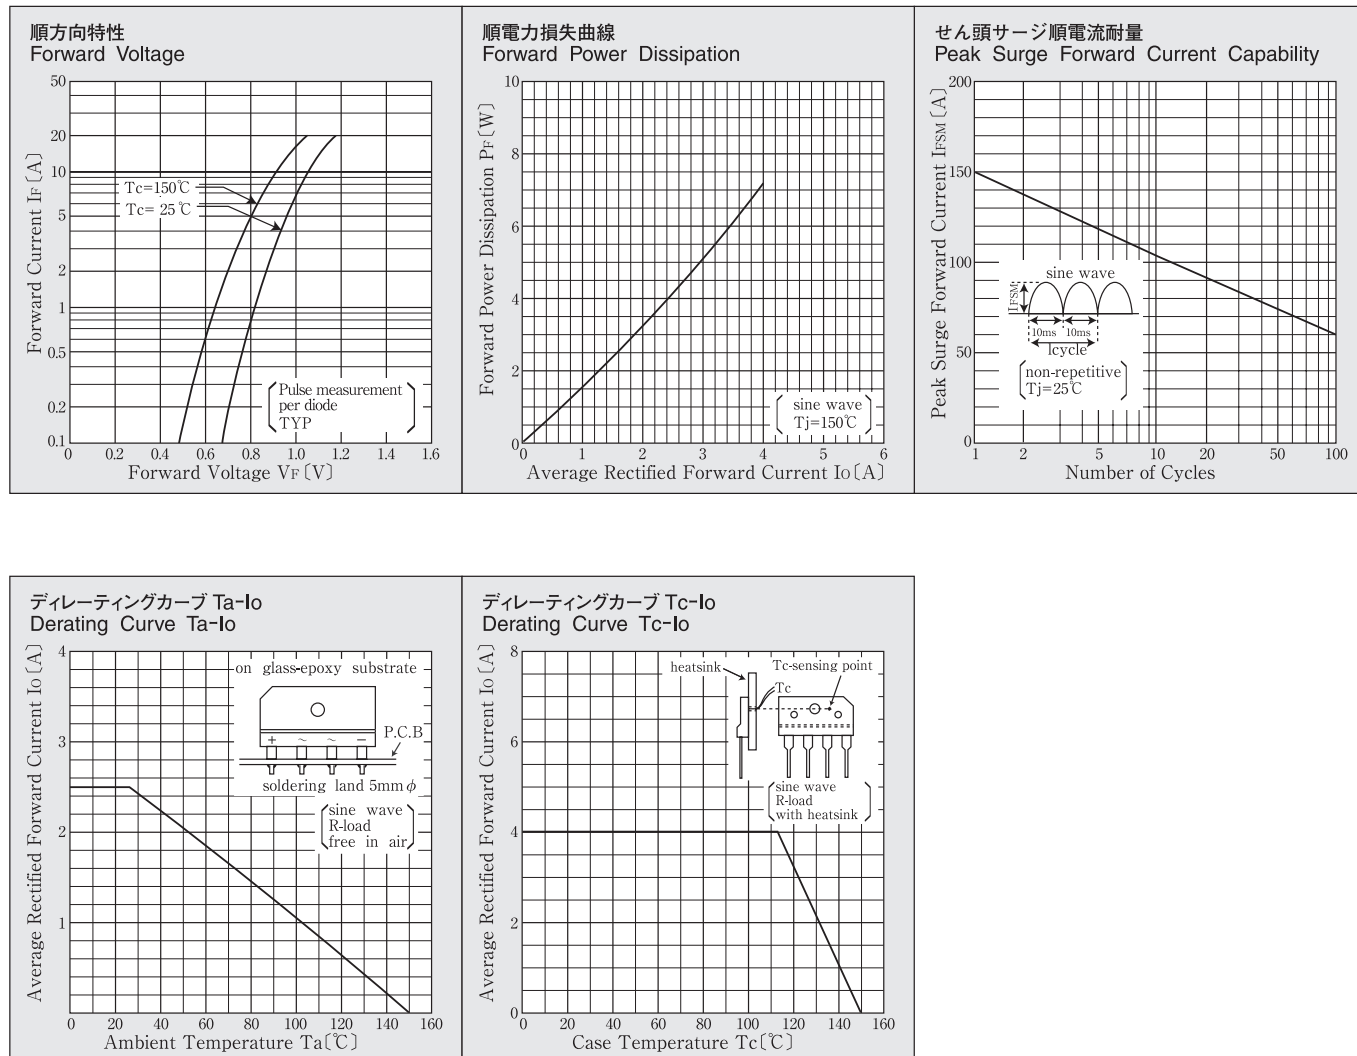 順方向特性
Forward Voltage
Forward Current IF〔A〕
50
20
10
5
2
1
0.5
0.2
0.1
Tc=150℃
Tc= 25℃
Pulse measurement
per diode
TYP
0 0.2 0.4 0.6 0.8 1.0 1.2 1.4 1.6
Forward Voltage VF〔V〕
順電力損失曲線
Forward Power Dissipation
Forward Power Dissipation PF〔W〕
10
8
6
4
2
0
sine wave
Tj=150℃
0 1 2 3 4 5 6
Average Rectified Forward Current Io〔A〕
せん頭サージ順電流耐量
Peak Surge Forward Current Capability
Peak Surge Forward Current IFSM〔A〕
200
150
100
50
0
sine wave
IFSM
10ms 10ms
1cycle
non-repetitive
Tj=25℃
1 2 5 10 20 50 100
Number of Cycles
ディレーティングカーブ Ta-Io
Derating Curve Ta-Io
Average Rectified Forward Current Io〔A〕
4
3
2
1
on glass-epoxy substrate
+ ~ ~ −
P.C.B
soldering land 5mmφ
sine wave
R-load
free in air
0 20 40 60 80 100 120 140 160
Ambient Temperature Ta〔℃〕
ディレーティングカーブ Tc-Io
Derating Curve Tc-Io
Average Rectified Forward Current Io〔A〕
8
6
4
2
0
heatsink
Tc-sensing point
Tc
sine wave
R-load
with heatsink
0 20 40 60 80 100 120 140 160
Case Temperature Tc〔℃〕